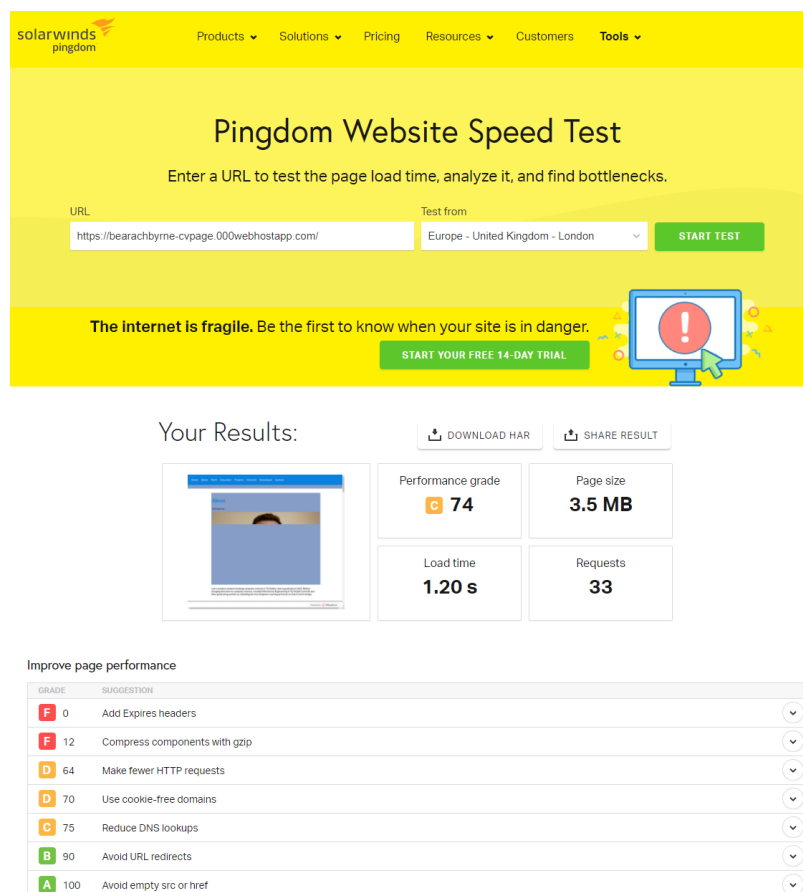 solarwinds
pingdom
Products Solutions Pricing Resources Customers Tools
Pingdom Website Speed Test
Enter a URL to test the page load time, analyze it, and find bottlenecks.
URL Test from
https://bearachbyrne-cvpage.000webhostapp.com/ Europe - United Kingdom - London START TEST
The internet is fragile. Be the first to know when your site is in danger.
START YOUR FREE 14-DAY TRIAL
Your Results:
DOWNLOAD HAR SHARE RESULT
Performance grade Page size
C 74 3.5 MB
Load time Requests
1.20 s 33
Improve page performance
GRADE SUGGESTION
F 0 Add Expires headers
F 12 Compress components with gzip
D 64 Make fewer HTTP requests
D 70 Use cookie-free domains
C 75 Reduce DNS lookups
B 90 Avoid URL redirects
A 100 Avoid empty src or href